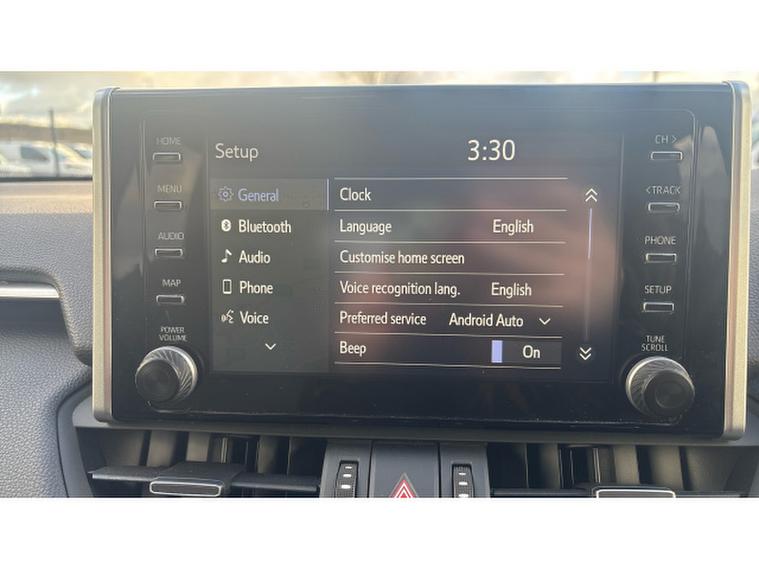 HOME
MENU
AUDIO
MAP
POWER
VOLUME
Setup 3:30
General
Bluetooth
Audio
Phone
Voice
Clock
Language English
Customise home screen
Voice recognition lang. English
Preferred service Android Auto
Beep On
CH >
< TRACK
PHONE
SETUP
TUNE
SCROLL